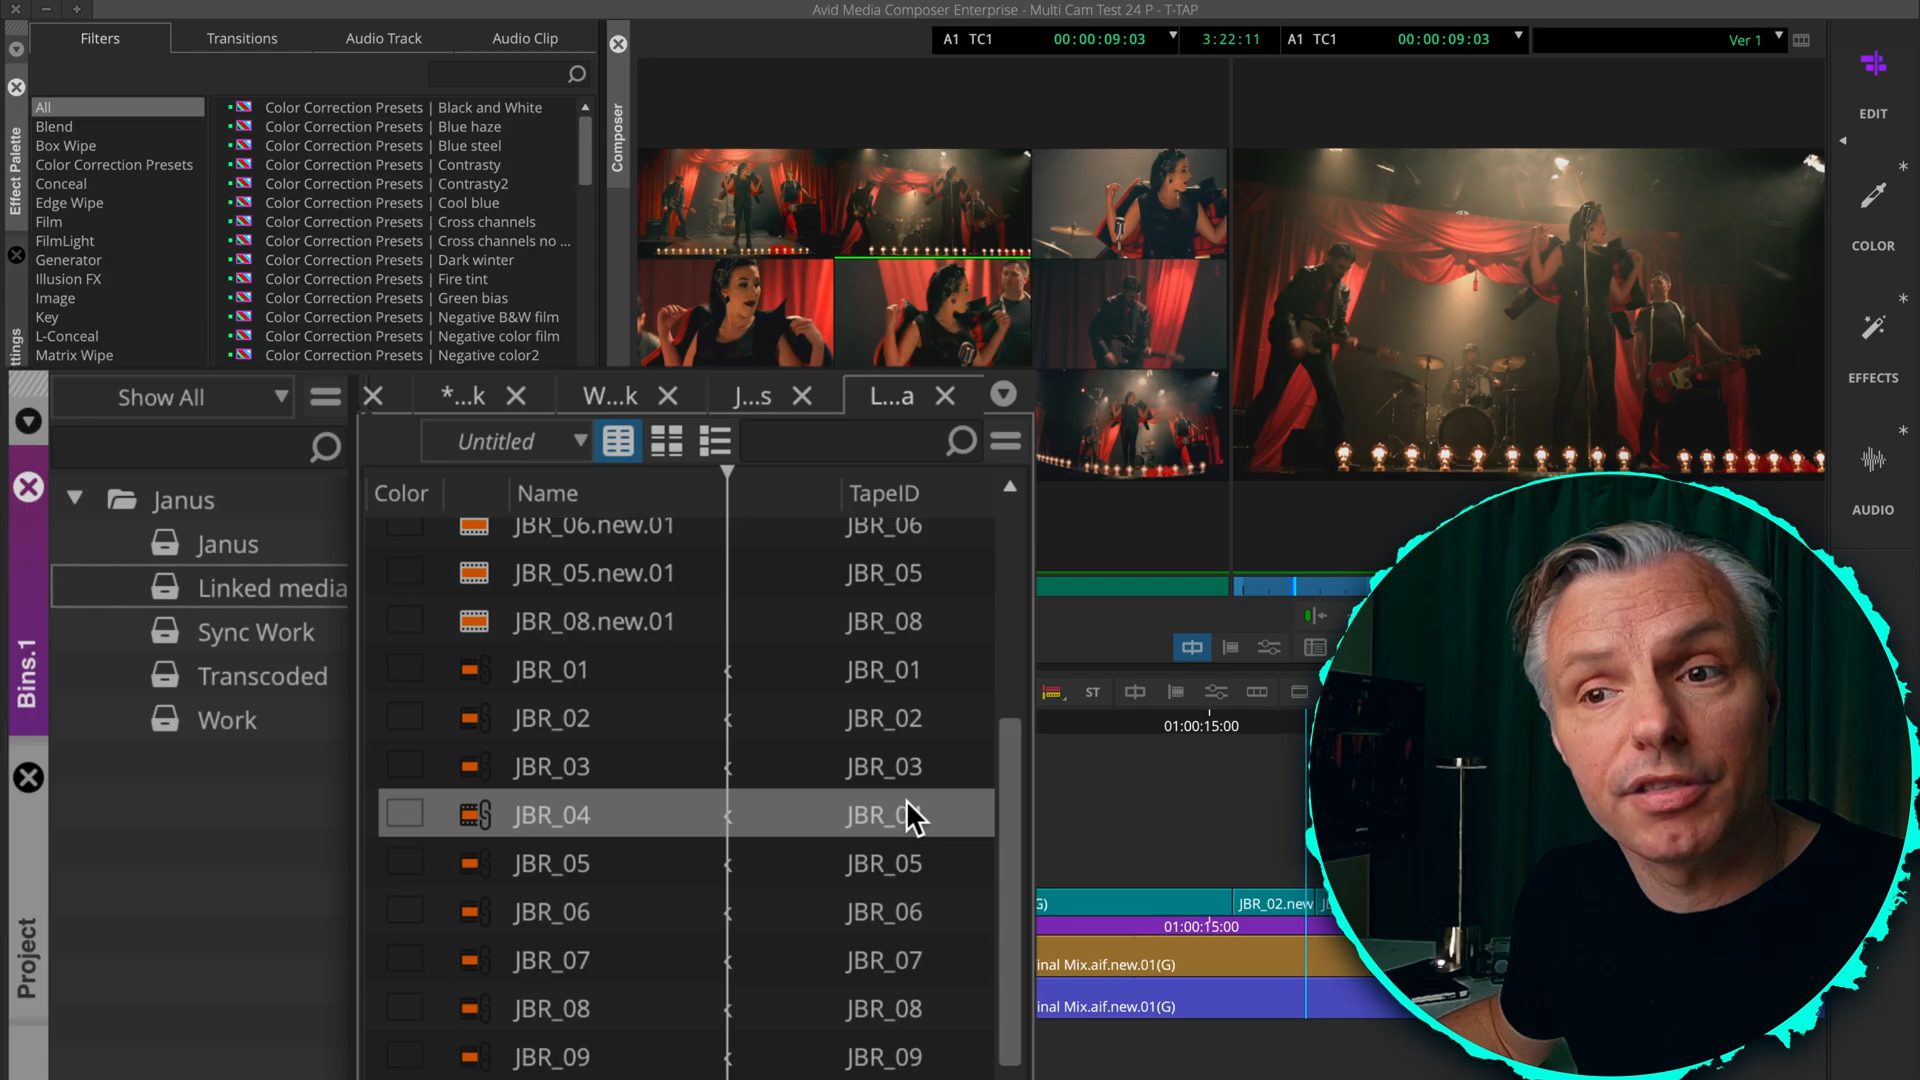 Avid Media Composer Enterprise - Multi Cam Test 24 P - T-TAP
Filters
Transitions
Audio Track
Audio Clip
All
Blend
Box Wipe
Color Correction Presets
Conceal
Edge Wipe
Film
FilmLight
Generator
Illusion FX
Image
Key
L-Conceal
Matrix Wipe
Color Correction Presets | Black and White
Color Correction Presets | Blue haze
Color Correction Presets | Blue steel
Color Correction Presets | Contrasty
Color Correction Presets | Contrasty2
Color Correction Presets | Cool blue
Color Correction Presets | Cross channels
Color Correction Presets | Cross channels no ...
Color Correction Presets | Dark winter
Color Correction Presets | Fire tint
Color Correction Presets | Green bias
Color Correction Presets | Negative B&W film
Color Correction Presets | Negative color film
Color Correction Presets | Negative color2
Effect Palette
ttings
Composer
A1 TC1 00:00:09:03 3:22:11 A1 TC1 00:00:09:03 Ver 1
EDIT
COLOR
EFFECTS
AUDIO
Show All
*...k
W...k
J...s
L...a
Untitled
Bins.1
Project
Janus
Janus
Linked media
Sync Work
Transcoded
Work
Color Name TapeID
JBR_06.new.01 JBR_06
JBR_05.new.01 JBR_05
JBR_08.new.01 JBR_08
JBR_01 JBR_01
JBR_02 JBR_02
JBR_03 JBR_03
JBR_04
JBR_05 JBR_05
JBR_06 JBR_06
JBR_07 JBR_07
JBR_08 JBR_08
JBR_09 JBR_09
ST
01:00:15:00
G) JBR_02.new
01:00:15:00
inal Mix.aif.new.01(G)
inal Mix.aif.new.01(G)